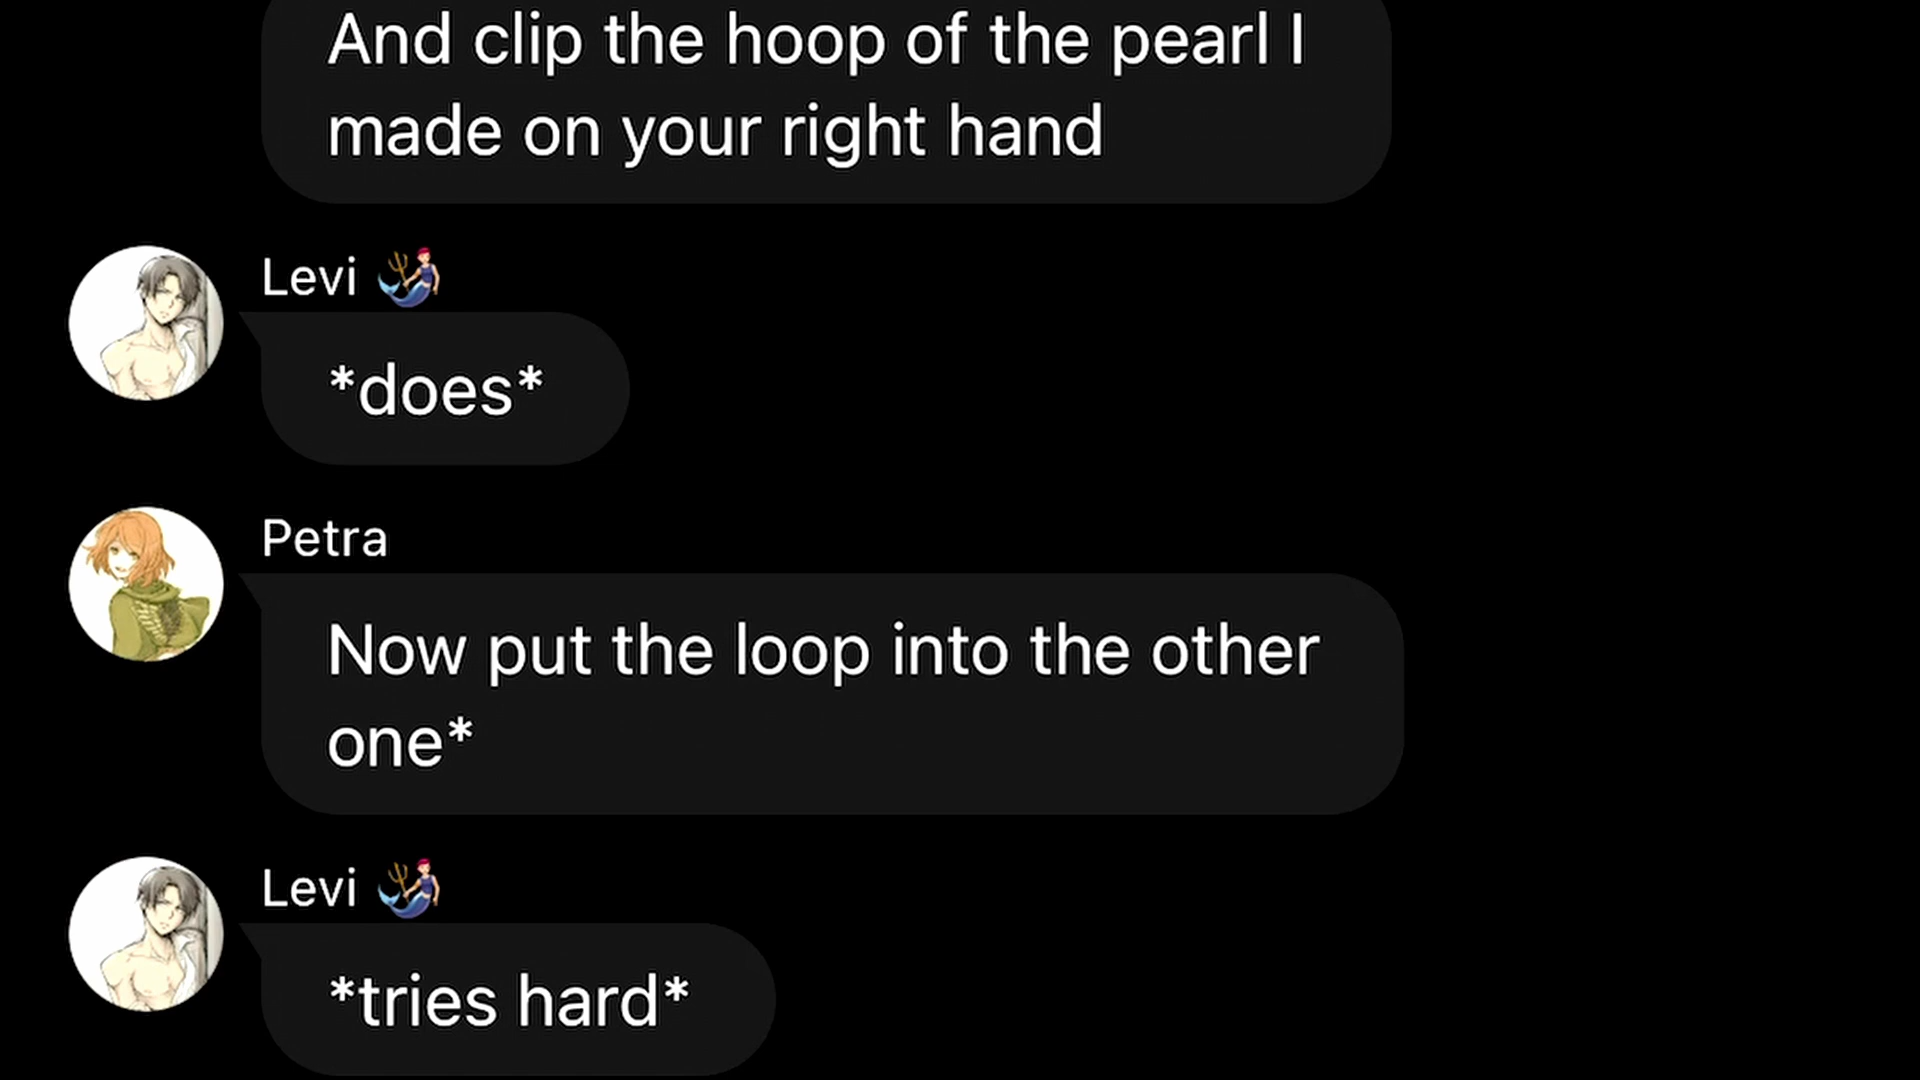 And clip the hoop of the pearl I
made on your right hand
Levi 🧜‍♂️
*does*
Petra
Now put the loop into the other
one*
Levi 🧜‍♂️
*tries hard*